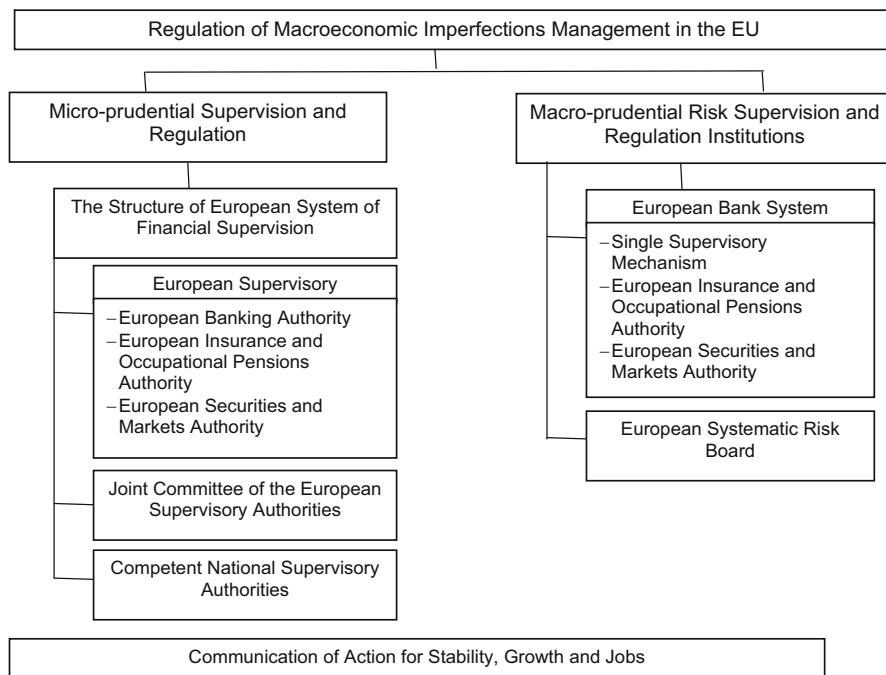 Regulation of Macroeconomic Imperfections Management in the EU
Micro-prudential Supervision and
Regulation
The Structure of European System of
Financial Supervision
European Supervisory
–European Banking Authority
–European Insurance and
Occupational Pensions
Authority
–European Securities and
Markets Authority
Joint Committee of the European
Supervisory Authorities
Competent National Supervisory
Authorities
Macro-prudential Risk Supervision and
Regulation Institutions
European Bank System
–Single Supervisory
Mechanism
–European Insurance and
Occupational Pensions
Authority
–European Securities and
Markets Authority
European Systematic Risk
Board
Communication of Action for Stability, Growth and Jobs